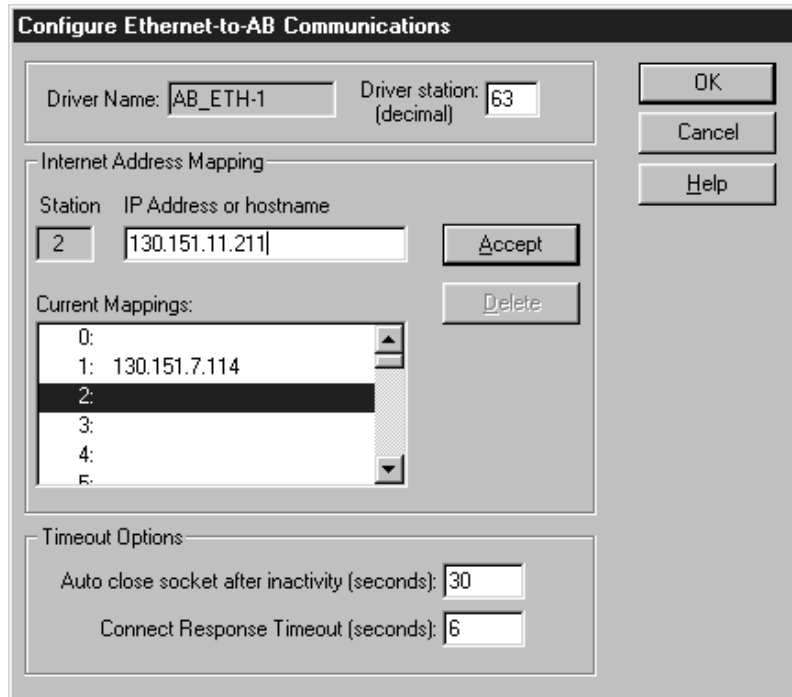 Configure Ethernet-to-AB Communications
Driver Name: AB_ETH-1
Driver station: 63
(decimal)
OK
Cancel
Help
Internet Address Mapping
Station IP Address or hostname
2 130.151.11.211
Accept
Delete
Current Mappings:
0:
1: 130.151.7.114
2:
3:
4:
5:
Timeout Options
Auto close socket after inactivity (seconds): 30
Connect Response Timeout (seconds): 6